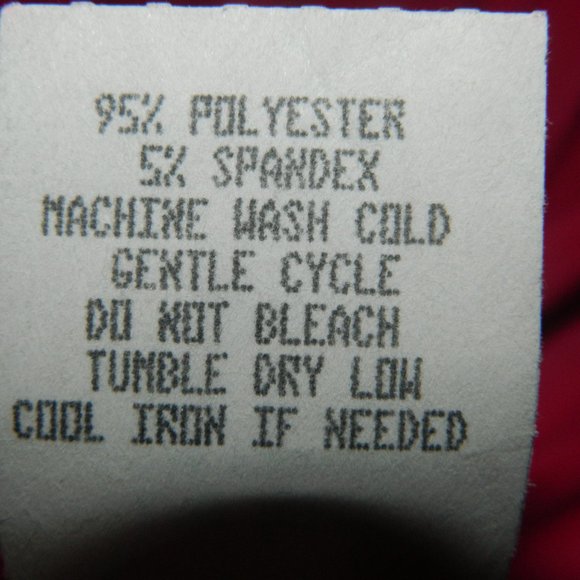 95% POLYESTER
5% SPANDEX
MACHINE WASH COLD
GENTLE CYCLE
DO NOT BLEACH
TUMBLE DRY LOW
COOL IRON IF NEEDED